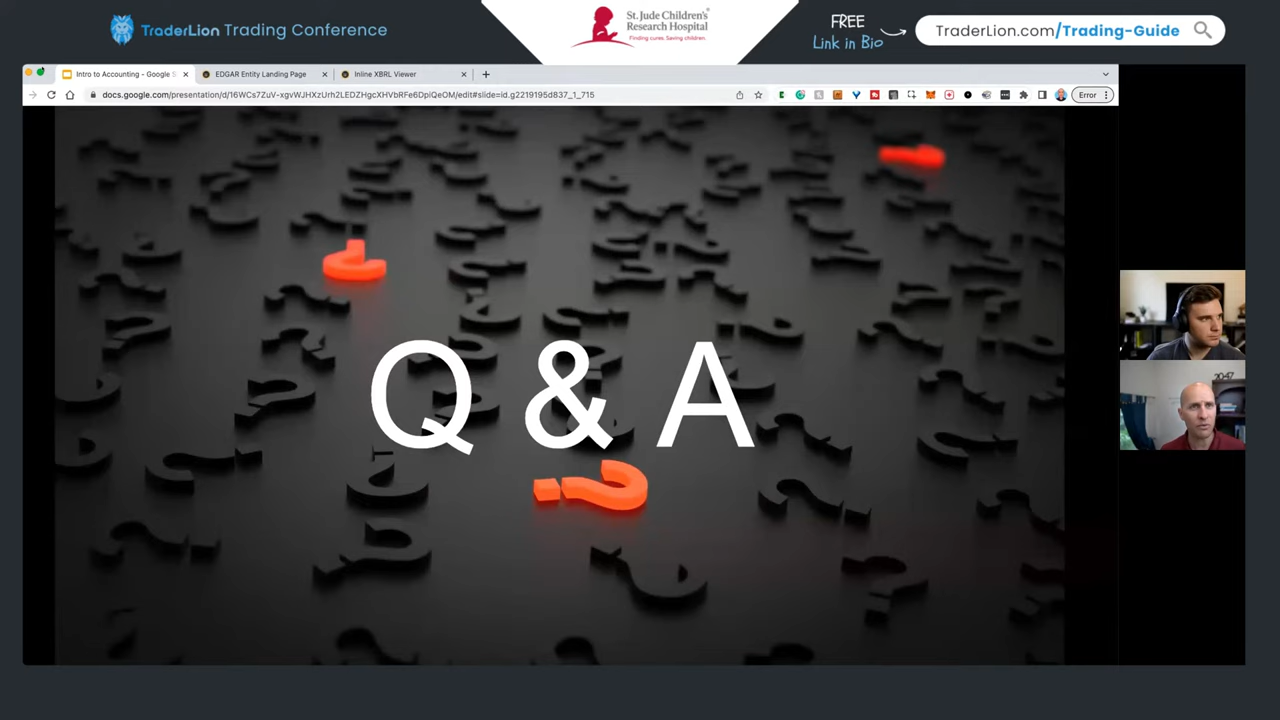 TraderLion Trading Conference
St. Jude Children's
Research Hospital
Finding cures. Saving children.
FREE
Link in Bio
TraderLion.com/Trading-Guide
Intro to Accounting - Google S
EDGAR Entity Landing Page
Inline XBRL Viewer
docs.google.com/presentation/d/16WCs7ZuV-xgvWJHXzUrh2LEDZHgcXHVbRFe6DpiQeOM/edit#slide=id.g2219195d837_1_715
Error
Q & A